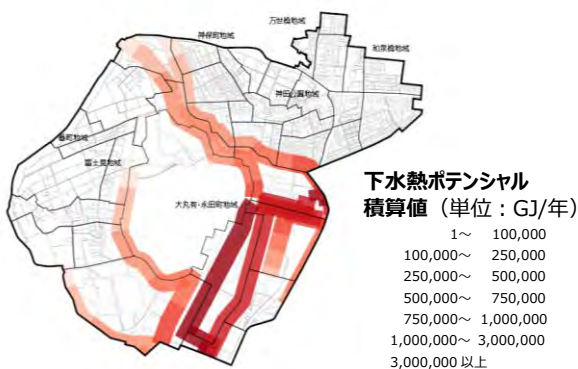 万世橋地域
神保町地域
和泉橋地域
神田公園地域
番町地域
富士見地域
大丸有・永田町地域
下水熱ポテンシャル
積算値（単位：GJ/年）
1～ 100,000
100,000～ 250,000
250,000～ 500,000
500,000～ 750,000
750,000～ 1,000,000
1,000,000～ 3,000,000
3,000,000 以上